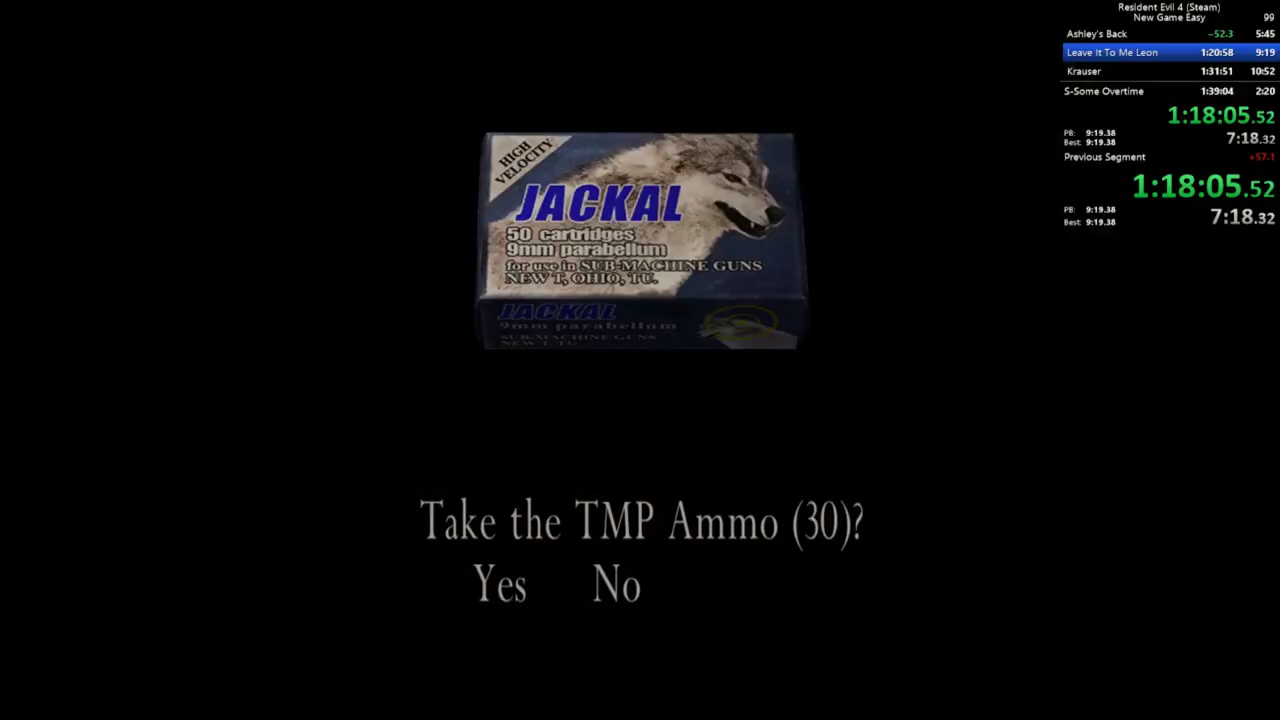 Resident Evil 4 (Steam)
New Game Easy 99
Ashley's Back -52.3 5:45
Leave It To Me Leon 1:20:58 9:19
Krauser 1:31:51 10:52
S-Some Overtime 1:39:04 2:20
1:18:05.52
PB: 9:19.38
Best: 9:19.38
7:18.32
Previous Segment +57.1
1:18:05.52
PB: 9:19.38
Best: 9:19.38
7:18.32
HIGH
VELOCITY
JACKAL
50 cartridges
9mm parabellum
for use in SUB-MACHINE GUNS
NEW T, OHIO, TU.
JACKAL
9mm parabellum
SUB-MACHINE GUNS
NEW T, TU.
Take the TMP Ammo (30)?
Yes No